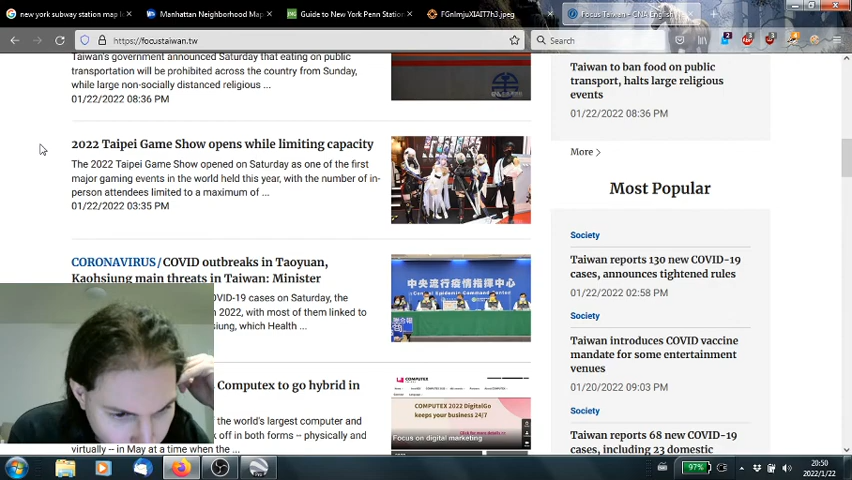 new york subway station map l
Manhattan Neighborhood Map
Guide to New York Penn Station
FGnImjuXIAIT7h3.jpeg
Focus Taiwan - CNA English
https://focustaiwan.tw
Search
Taiwan's government announced Saturday that eating on public
transportation will be prohibited across the country from Sunday,
while large non-socially distanced religious ...
01/22/2022 08:36 PM
2022 Taipei Game Show opens while limiting capacity
The 2022 Taipei Game Show opened on Saturday as one of the first
major gaming events in the world held this year, with the number of in-
person attendees limited to a maximum of ...
01/22/2022 03:35 PM
CORONAVIRUS/COVID outbreaks in Taoyuan,
Kaohsiung main threats in Taiwan: Minister
OVID-19 cases on Saturday, the
n 2022, with most of them linked to
siung, which Health ...
中央流行疫情指揮中心
Central Epidemic Command Center
Computex to go hybrid in
the world's largest computer and
k off in both forms -- physically and
virtually -- in May at a time when the ...
COMPUTEX
COMPUTEX 2022 DigitalGo
keeps your business 24/7
Focus on digital marketing
Taiwan to ban food on public
transport, halts large religious
events
01/22/2022 08:36 PM
More >
Most Popular
Society
Taiwan reports 130 new COVID-19
cases, announces tightened rules
01/22/2022 02:58 PM
Society
Taiwan introduces COVID vaccine
mandate for some entertainment
venues
01/20/2022 09:03 PM
Society
Taiwan reports 68 new COVID-19
cases, including 23 domestic
97%
20:50
2022/1/22